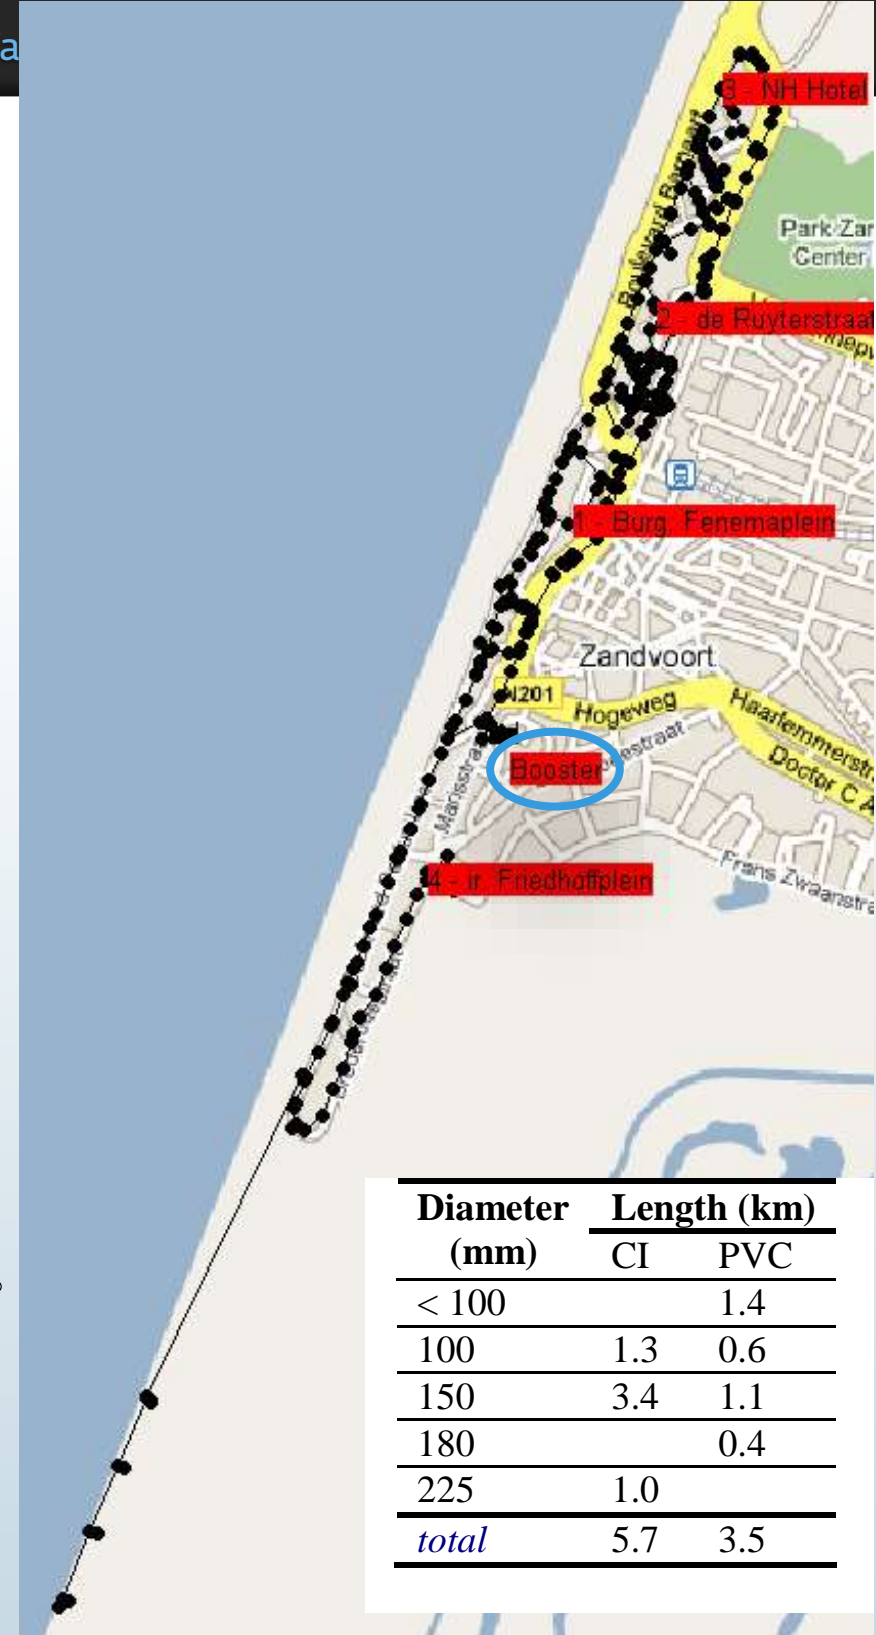 a
3 - NH Hotel
Boulevard Barnaart
Park Zan
Center
2 - de Ruyterstraat
1 - Burg. Fenemaplein
Zandvoort
N201
Hogeweg
Haarlemmerstr
Doctor C A
Booster
4 - ir. Friedhoffplein
Frans Zwaanstra
Diameter Length (km)
(mm) CI PVC
< 100 1.4
100 1.3 0.6
150 3.4 1.1
180 0.4
225 1.0
total 5.7 3.5